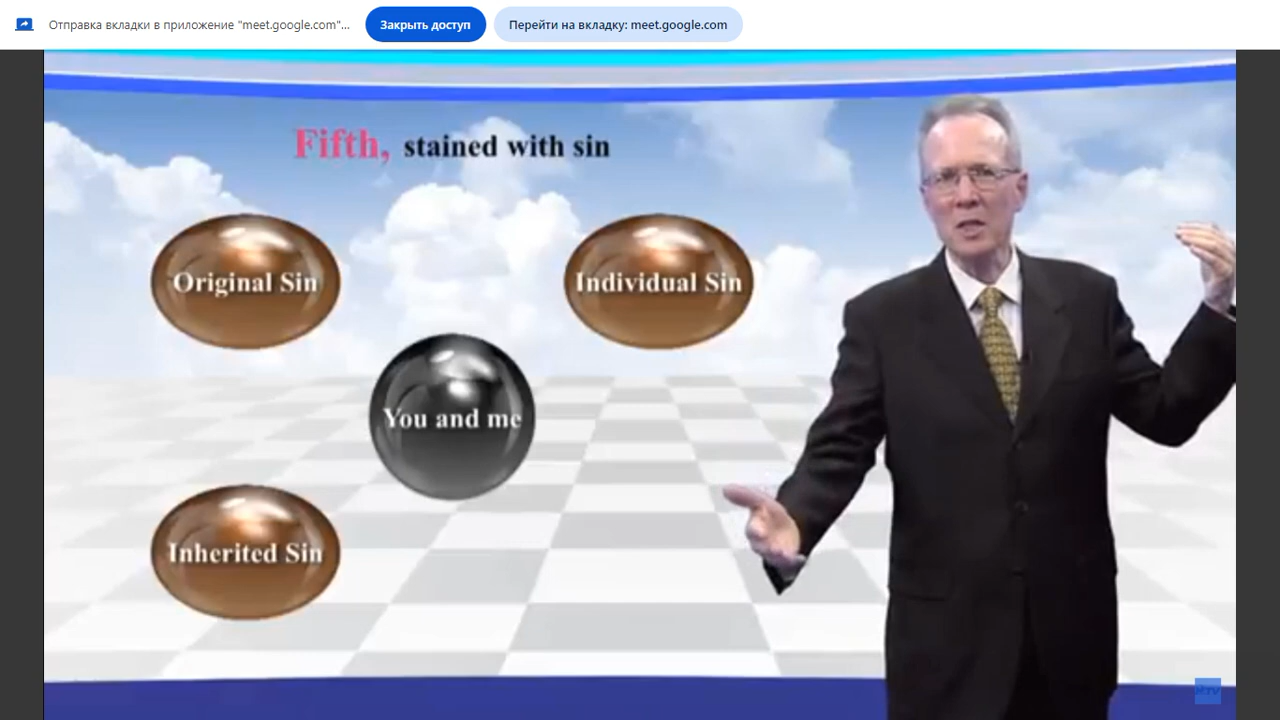 Отправка вкладки в приложение "meet.google.com"...
Закрыть доступ
Перейти на вкладку: meet.google.com
Fifth, stained with sin
Original Sin
Individual Sin
You and me
Inherited Sin